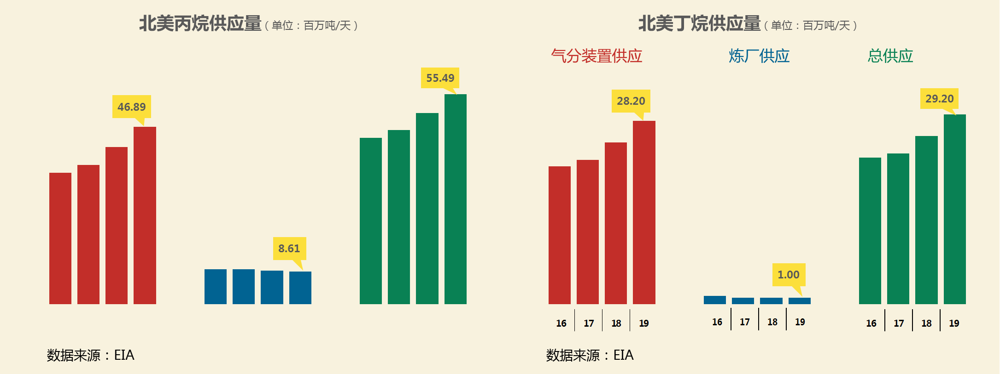 北美丙烷供应量（单位：百万吨/天）
55.49
46.89
8.61
数据来源：EIA
北美丁烷供应量（单位：百万吨/天）
气分装置供应 炼厂供应 总供应
28.20
29.20
1.00
16 17 18 19 16 17 18 19 16 17 18 19
数据来源：EIA